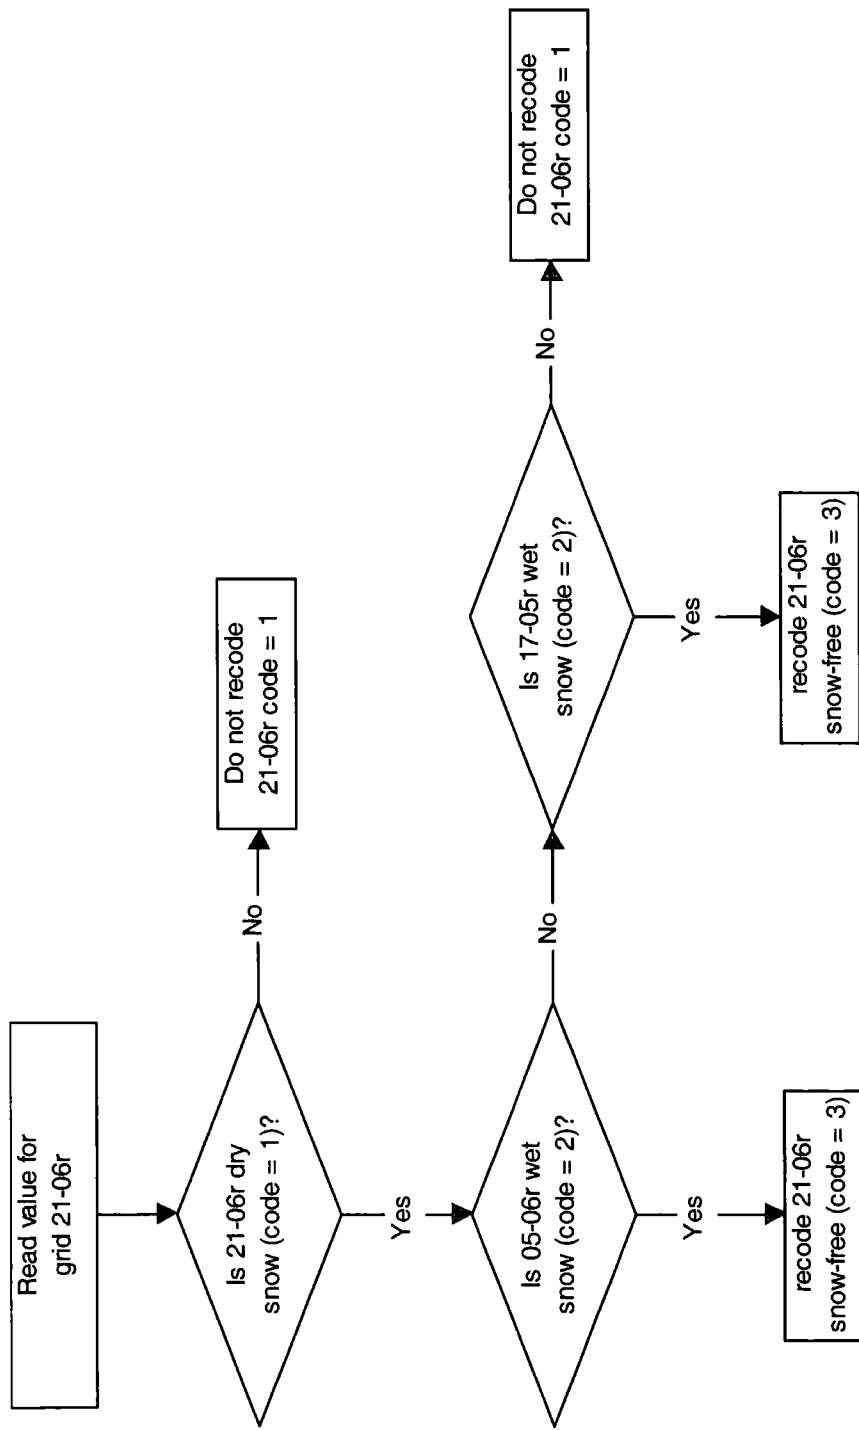 Read value for
grid 21-06r
Is 21-06r dry
snow (code = 1)?
No
Do not recode
21-06r code = 1
Yes
Is 05-06r wet
snow (code = 2)?
No
Is 17-05r wet
snow (code = 2)?
No
Do not recode
21-06r code = 1
Yes
recode 21-06r
snow-free (code = 3)
Yes
recode 21-06r
snow-free (code = 3)